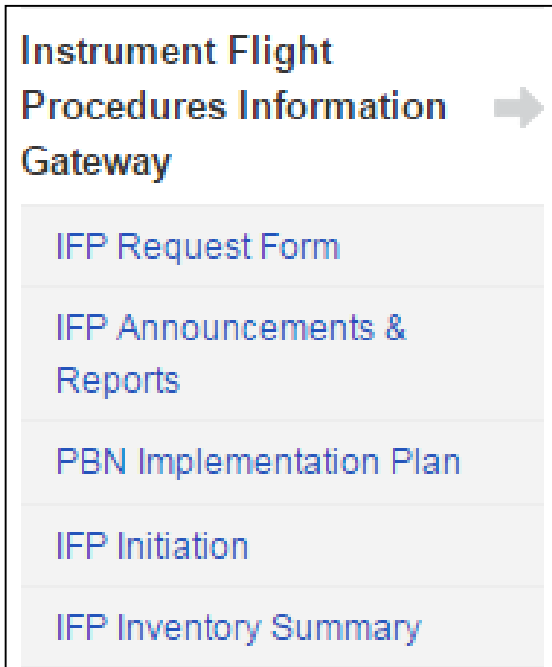 Instrument Flight
Procedures Information
Gateway
IFP Request Form
IFP Announcements &
Reports
PBN Implementation Plan
IFP Initiation
IFP Inventory Summary